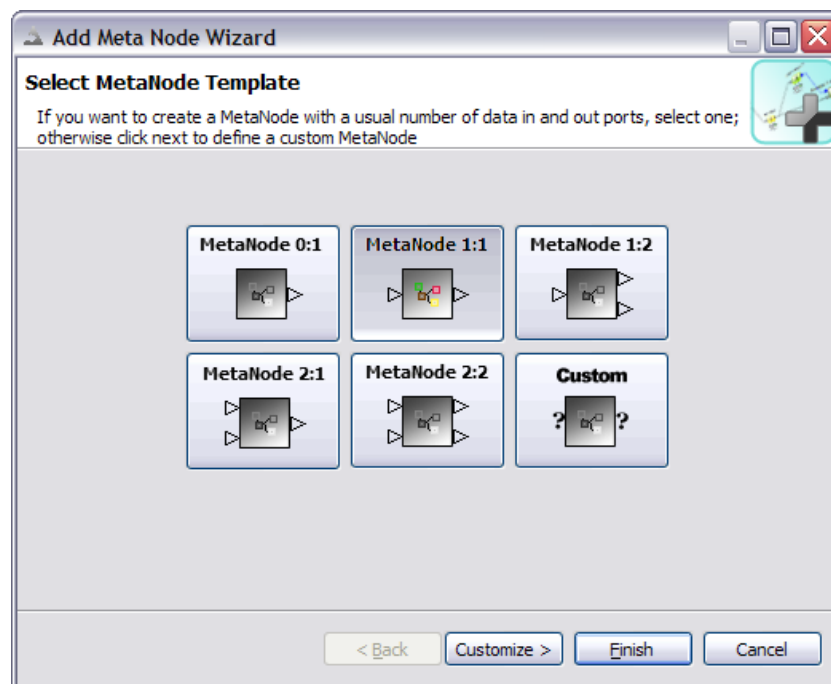 Add Meta Node Wizard
Select MetaNode Template
If you want to create a MetaNode with a usual number of data in and out ports, select one;
otherwise click next to define a custom MetaNode
MetaNode 0:1
MetaNode 1:1
MetaNode 1:2
MetaNode 2:1
MetaNode 2:2
Custom
? ?
< Back
Customize >
Finish
Cancel